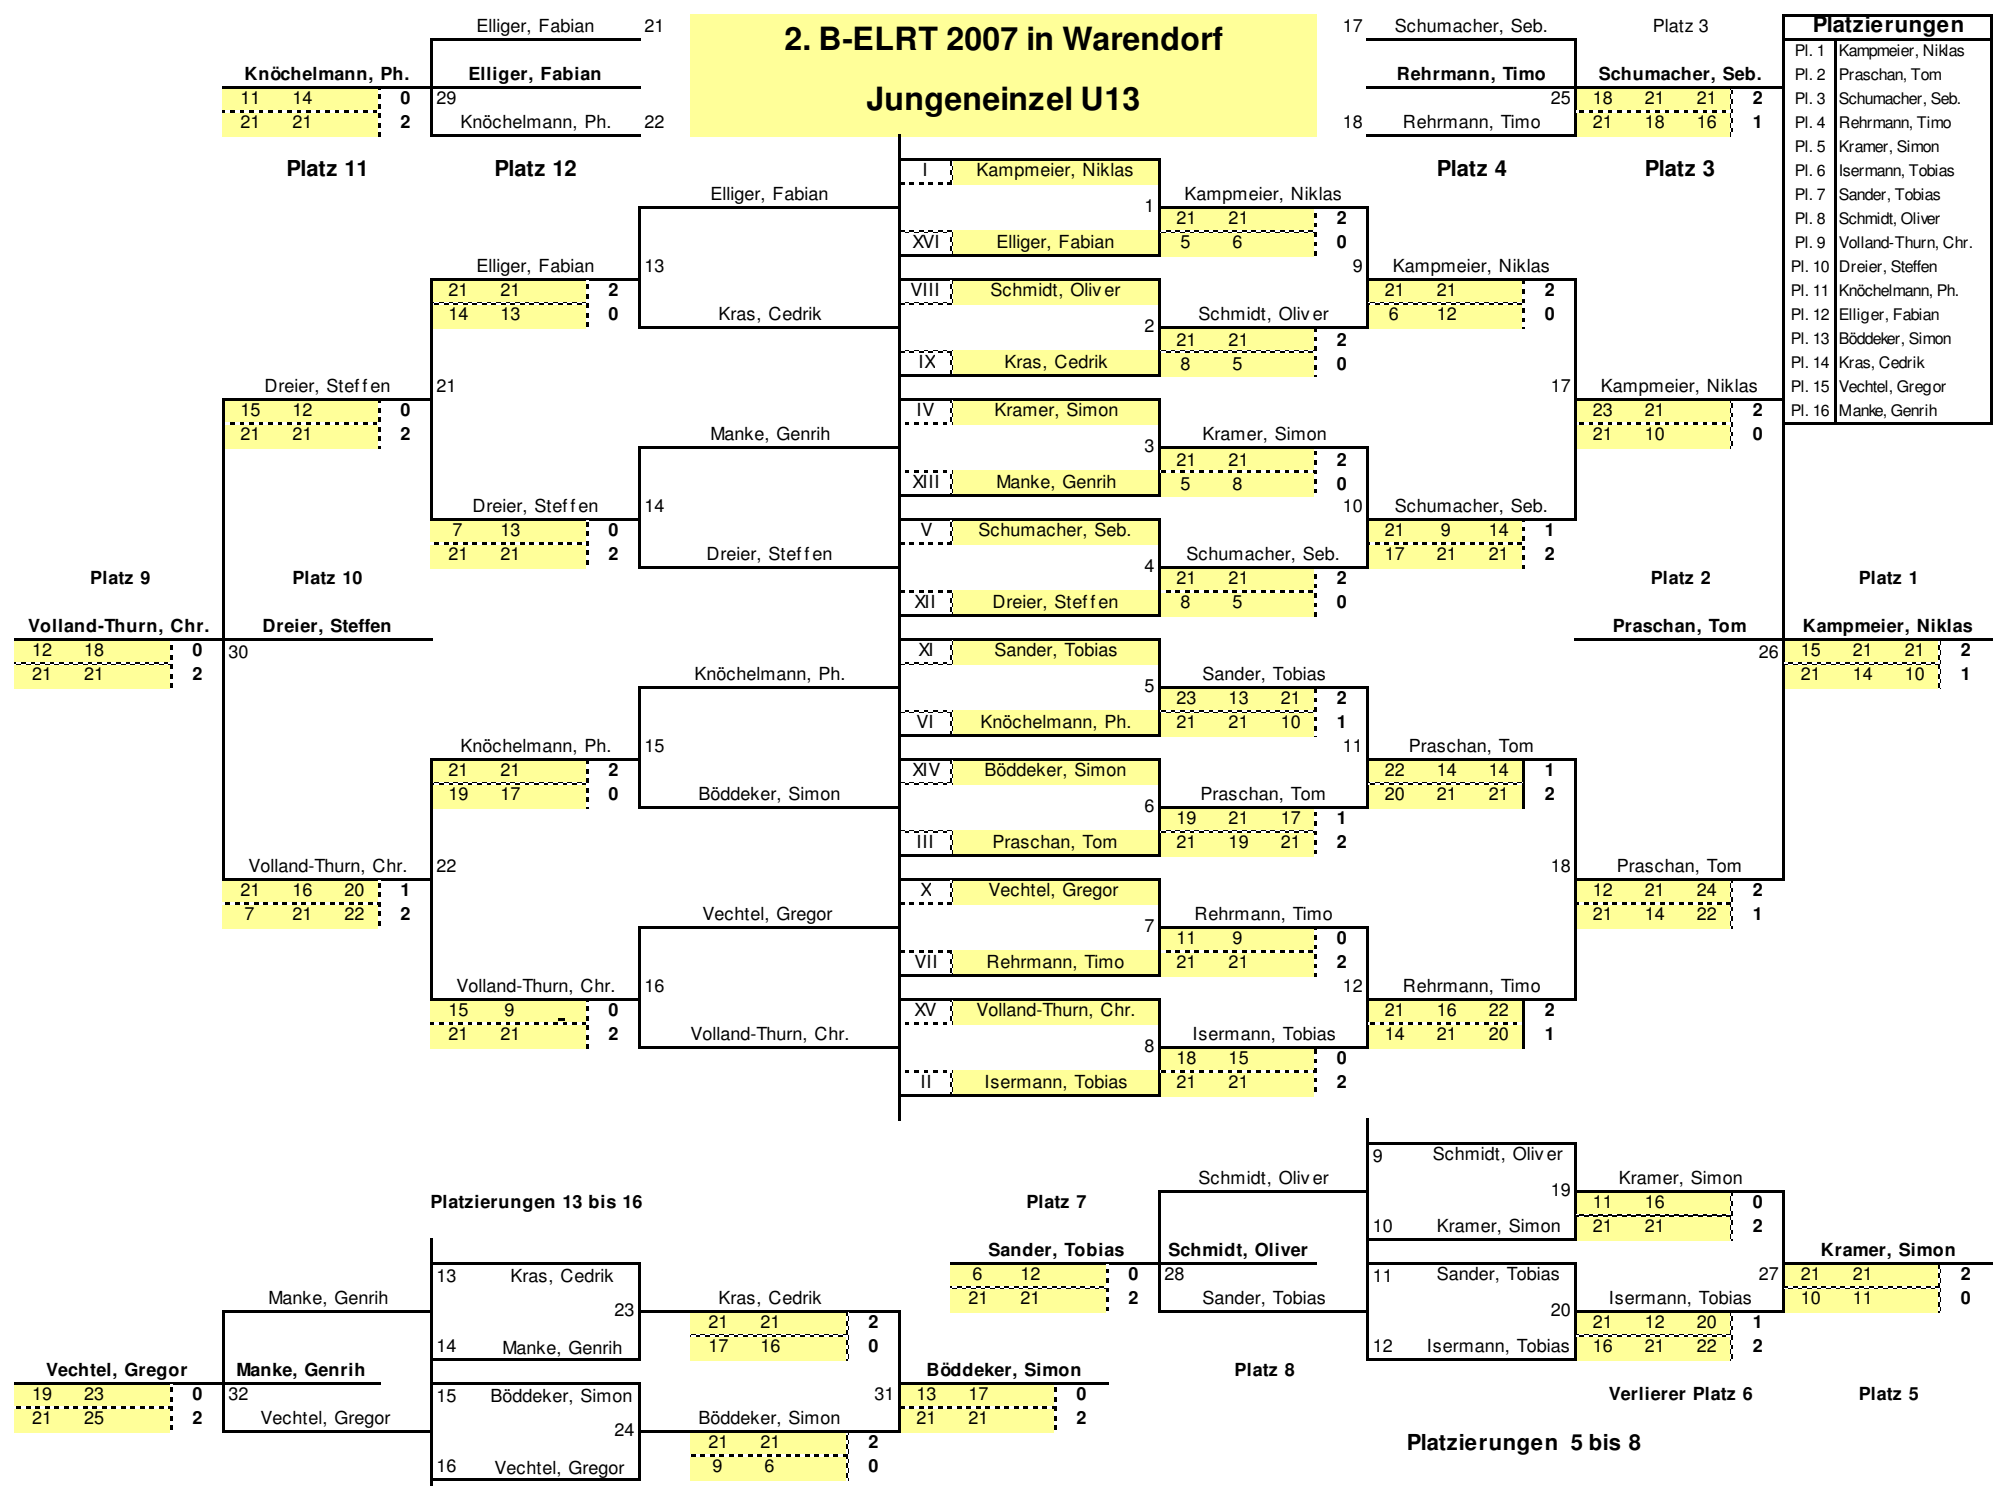 Elliger, Fabian 21
2. B-ELRT 2007 in Warendorf
17 Schumacher, Seb.
Platz 3
Platzierungen
Pl. 1 Kampmeier, Niklas
Knöchelmann, Ph. Elliger, Fabian
Rehrmann, Timo Schumacher, Seb.
Pl. 2 Praschan, Tom
11 14 0 29
Jungeneinzel U13
25 18 21 21 2
Pl. 3 Schumacher, Seb.
21 21 2 Knöchelmann, Ph. 22
18 Rehrmann, Timo 21 18 16 1
Pl. 4 Rehrmann, Timo
Pl. 5 Kramer, Simon
Platz 11 Platz 12
I Kampmeier, Niklas
Platz 4 Platz 3
Pl. 6 Isermann, Tobias
Elliger, Fabian
Kampmeier, Niklas
Pl. 7 Sander, Tobias
1 21 21 2
Pl. 8 Schmidt, Oliver
XVI Elliger, Fabian 5 6 0
Pl. 9 Volland-Thurn, Chr.
Elliger, Fabian 13
9 Kampmeier, Niklas
Pl. 10 Dreier, Steffen
21 21 2
VIII Schmidt, Oliver
21 21 2
Pl. 11 Knöchelmann, Ph.
14 13 0 Kras, Cedrik
Schmidt, Oliver 6 12 0
Pl. 12 Elliger, Fabian
2 21 21 2
Pl. 13 Böddeker, Simon
IX Kras, Cedrik 8 5 0
Pl. 14 Kras, Cedrik
Dreier, Steffen 21
17 Kampmeier, Niklas
Pl. 15 Vechtel, Gregor
15 12 0
IV Kramer, Simon
23 21 2
Pl. 16 Manke, Genrih
21 21 2
Manke, Genrih
Kramer, Simon
21 10 0
3 21 21 2
XIII Manke, Genrih 5 8 0
Dreier, Steffen 14
10 Schumacher, Seb.
7 13 0
V Schumacher, Seb.
21 9 14 1
21 21 2 Dreier, Steffen
Schumacher, Seb. 17 21 21 2
Platz 9 Platz 10
4 21 21 2
Platz 2 Platz 1
XII Dreier, Steffen 8 5 0
Volland-Thurn, Chr. Dreier, Steffen
Praschan, Tom Kampmeier, Niklas
12 18 0 30
XI Sander, Tobias
26 15 21 21 2
21 21 2
Knöchelmann, Ph.
Sander, Tobias
21 14 10 1
5 23 13 21 2
VI Knöchelmann, Ph. 21 21 10 1
Knöchelmann, Ph. 15
11 Praschan, Tom
21 21 2
XIV Böddeker, Simon
22 14 14 1
19 17 0 Böddeker, Simon
Praschan, Tom 20 21 21 2
6 19 21 17 1
III Praschan, Tom 21 19 21 2
Volland-Thurn, Chr. 22
18 Praschan, Tom
21 16 20 1
X Vechtel, Gregor
12 21 24 2
7 21 22 2
Vechtel, Gregor
Rehrmann, Timo
21 14 22 1
7 11 9 0
VII Rehrmann, Timo 21 21 2
Volland-Thurn, Chr. 16
12 Rehrmann, Timo
15 9 _ 0
XV Volland-Thurn, Chr.
21 16 22 2
21 21 2 Volland-Thurn, Chr.
Isermann, Tobias 14 21 20 1
8 18 15 0
II Isermann, Tobias 21 21 2
9 Schmidt, Oliver
Schmidt, Oliver
19 Kramer, Simon
Platzierungen 13 bis 16
Platz 7
11 16 0
10 Kramer, Simon 21 21 2
Sander, Tobias Schmidt, Oliver
Kramer, Simon
13 Kras, Cedrik
6 12 0 28
11 Sander, Tobias
27 21 21 2
Manke, Genrih
23 Kras, Cedrik
21 21 2 Sander, Tobias
20 Isermann, Tobias 10 11 0
21 21 2
21 12 20 1
14 Manke, Genrih 17 16 0
12 Isermann, Tobias 16 21 22 2
Vechtel, Gregor Manke, Genrih
Böddeker, Simon
Platz 8
19 23 0 32
15 Böddeker, Simon
31 13 17 0
Verlierer Platz 6 Platz 5
21 25 2 Vechtel, Gregor
24 Böddeker, Simon 21 21 2
21 21 2
Platzierungen 5 bis 8
16 Vechtel, Gregor 9 6 0